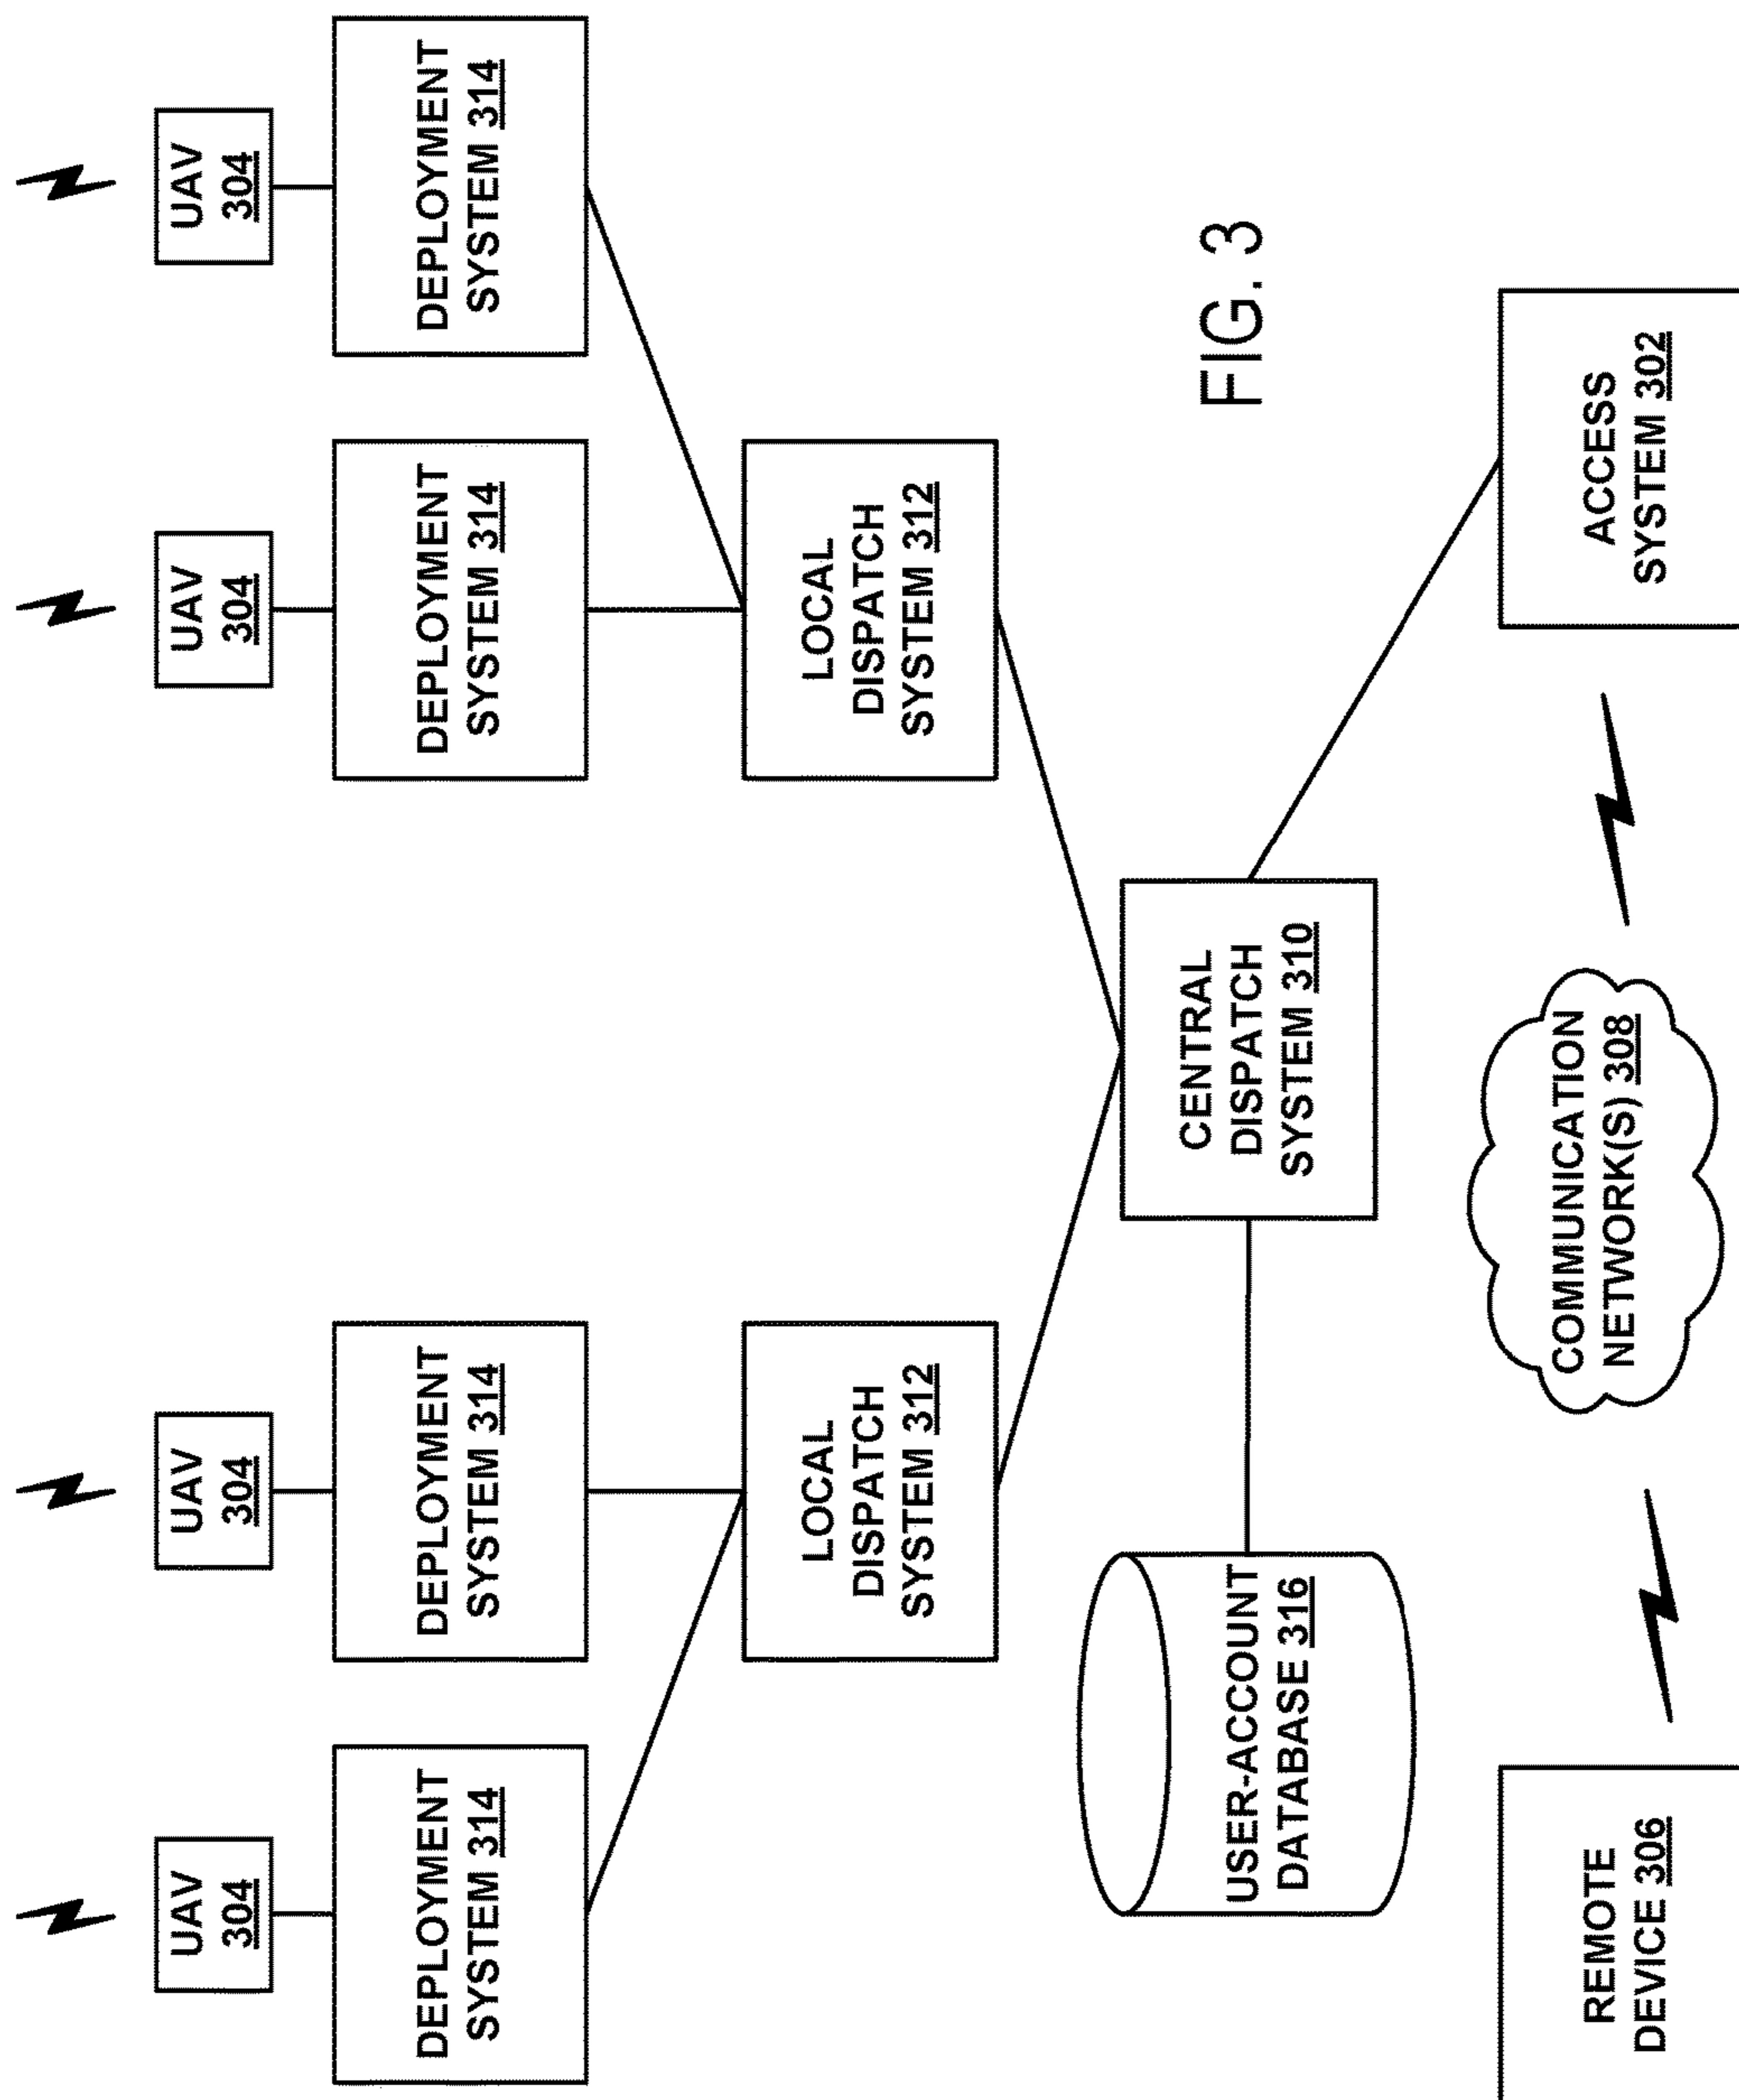 UAV
304
UAV
304
UAV
304
UAV
304
DEPLOYMENT
SYSTEM 314
DEPLOYMENT
SYSTEM 314
DEPLOYMENT
SYSTEM 314
DEPLOYMENT
SYSTEM 314
LOCAL
DISPATCH
SYSTEM 312
LOCAL
DISPATCH
SYSTEM 312
USER-ACCOUNT
DATABASE 316
CENTRAL
DISPATCH
SYSTEM 310
FIG. 3
REMOTE
DEVICE 306
COMMUNICATION
NETWORK(S) 308
ACCESS
SYSTEM 302